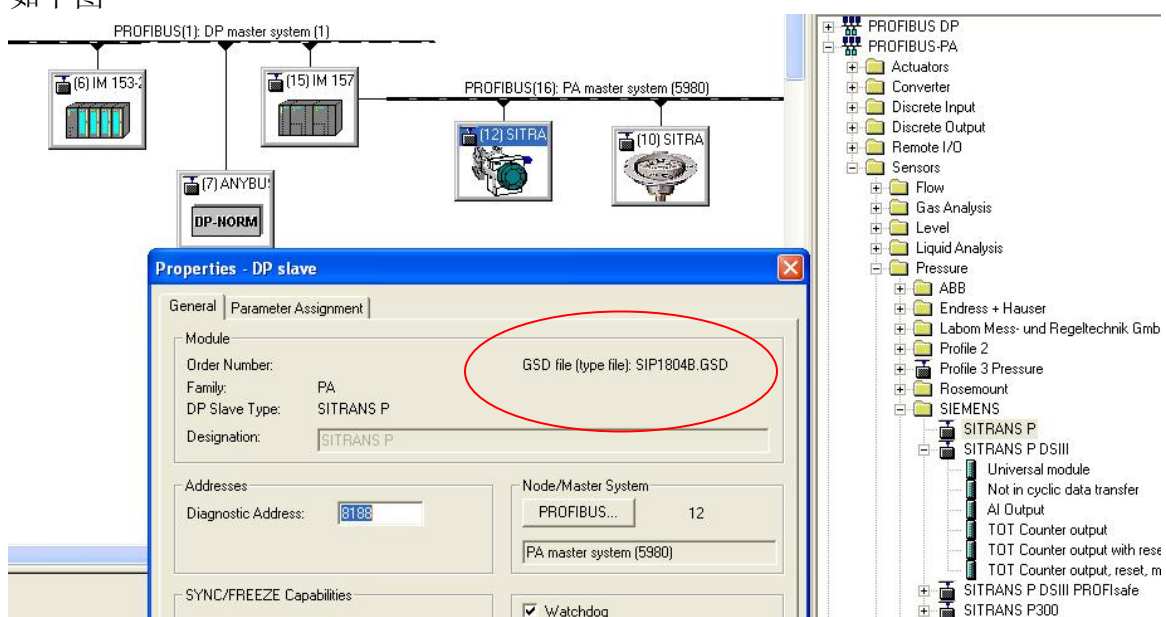 如下图
PROFIBUS(1): DP master system (1)
(6) IM 153-2
(15) IM 157
PROFIBUS(16): PA master system (5980)
(12) SITRA
(10) SITRA
(7) ANYBU
DP-NORM
Properties - DP slave
General
Parameter Assignment
Module
Order Number:
GSD file (type file): SIP1804B.GSD
Family:
PA
DP Slave Type:
SITRANS P
Designation:
SITRANS P
Addresses
Diagnostic Address:
8188
Node/Master System
PROFIBUS...
12
PA master system (5980)
SYNC/FREEZE Capabilities
Watchdog
PROFIBUS DP
PROFIBUS-PA
Actuators
Converter
Discrete Input
Discrete Output
Remote I/O
Sensors
Flow
Gas Analysis
Level
Liquid Analysis
Pressure
ABB
Endress + Hauser
Labom Mess- und Regeltechnik Gmb
Profile 2
Profile 3 Pressure
Rosemount
SIEMENS
SITRANS P
SITRANS P DSIII
Universal module
Not in cyclic data transfer
AI Output
TOT Counter output
TOT Counter output with rese
TOT Counter output, reset, m
SITRANS P DSIII PROFIsafe
SITRANS P300